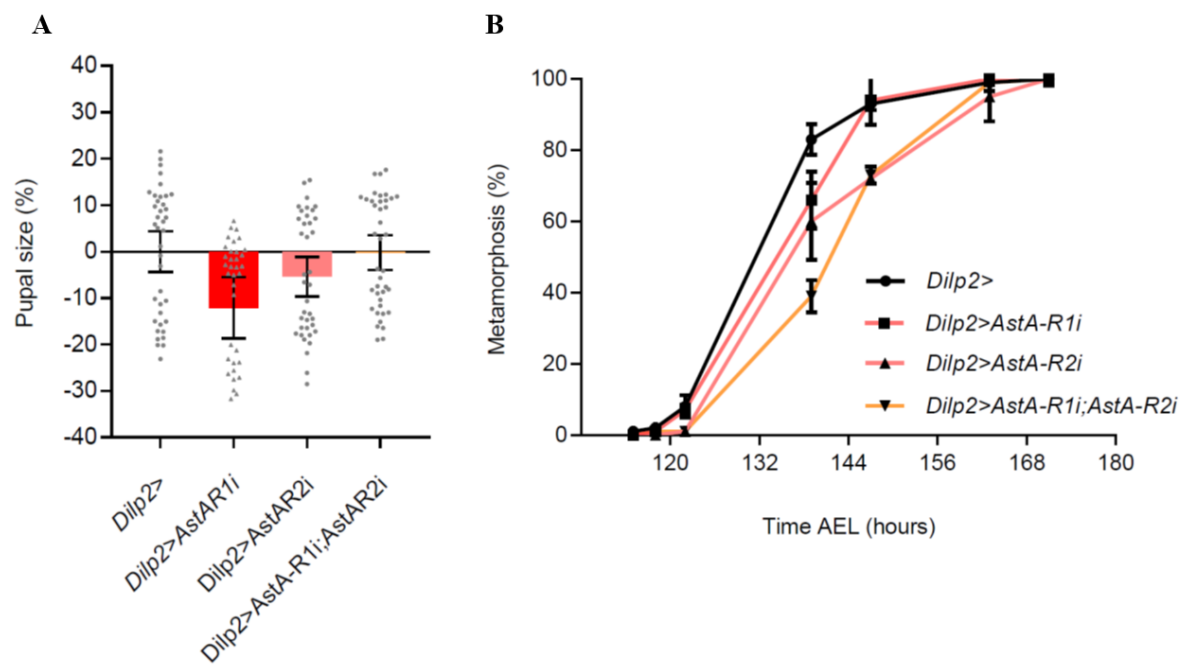 A
B
Pupal size (%)
40
30
20
10
0
-10
-20
-30
-40
Dilp2>
Dilp2>AstAR1i
Dilp2>AstAR2i
Dilp2>AstA-R1i;AstAR2i
Metamorphosis (%)
100
80
60
40
20
0
120
132
144
156
168
180
Time AEL (hours)
Dilp2>
Dilp2>AstA-R1i
Dilp2>AstA-R2i
Dilp2>AstA-R1i;AstA-R2i